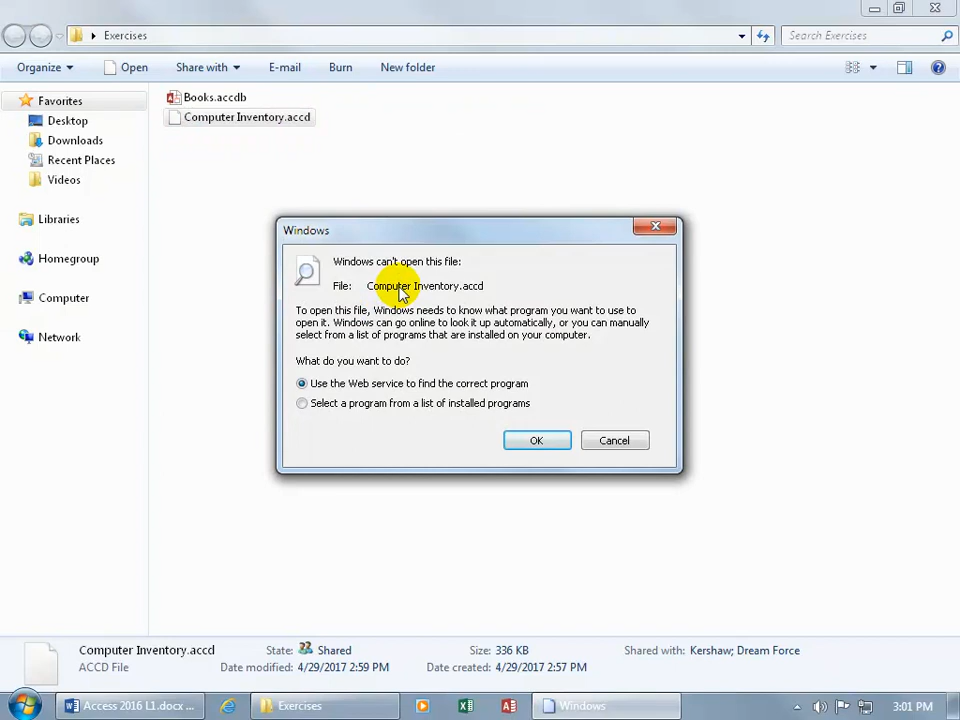 Exercises
Search Exercises
Organize Open Share with E-mail Burn New folder
Favorites
Desktop
Downloads
Recent Places
Videos
Libraries
Homegroup
Computer
Network
Books.accdb
Computer Inventory.accd
Windows
Windows can't open this file:
File: Computer Inventory.accd
To open this file, Windows needs to know what program you want to use to
open it. Windows can go online to look it up automatically, or you can manually
select from a list of programs that are installed on your computer.
What do you want to do?
Use the Web service to find the correct program
Select a program from a list of installed programs
OK Cancel
Computer Inventory.accd State: Shared Size: 336 KB Shared with: Kershaw; Dream Force
ACCD File Date modified: 4/29/2017 2:59 PM Date created: 4/29/2017 2:57 PM
Access 2016 L1.docx ... Exercises Windows 3:01 PM